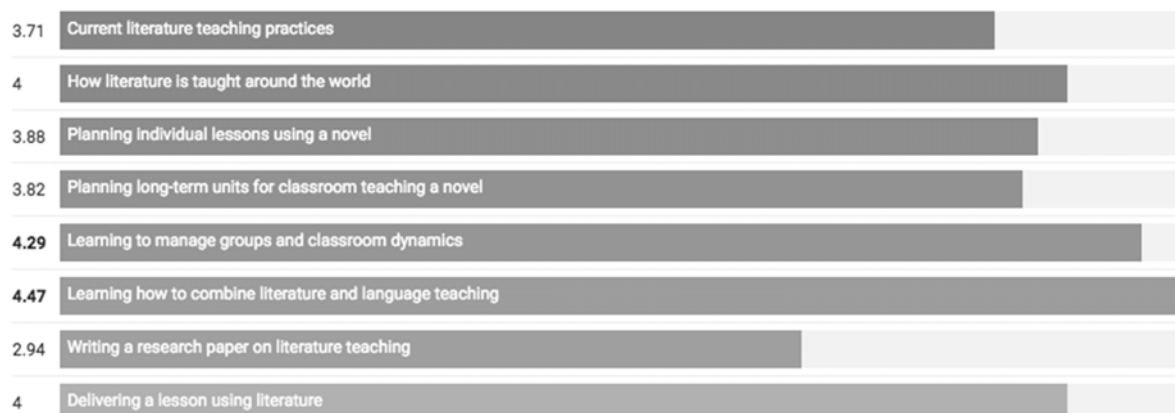 3.71 Current literature teaching practices
4 How literature is taught around the world
3.88 Planning individual lessons using a novel
3.82 Planning long-term units for classroom teaching a novel
4.29 Learning to manage groups and classroom dynamics
4.47 Learning how to combine literature and language teaching
2.94 Writing a research paper on literature teaching
4 Delivering a lesson using literature